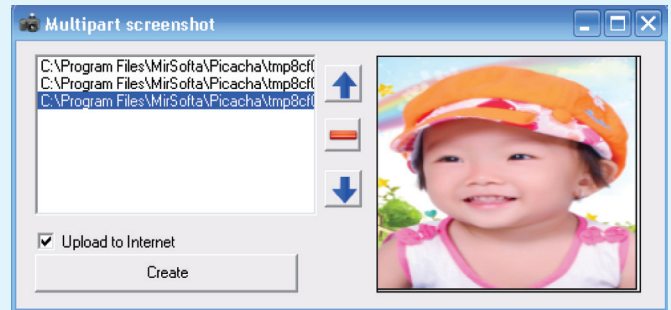 Multipart screenshot
C:\Program Files\MirSofta\Picacha\tmp8cf(
C:\Program Files\MirSofta\Picacha\tmp8cf(
C:\Program Files\MirSofta\Picacha\tmp8cf(
Upload to Internet
Create